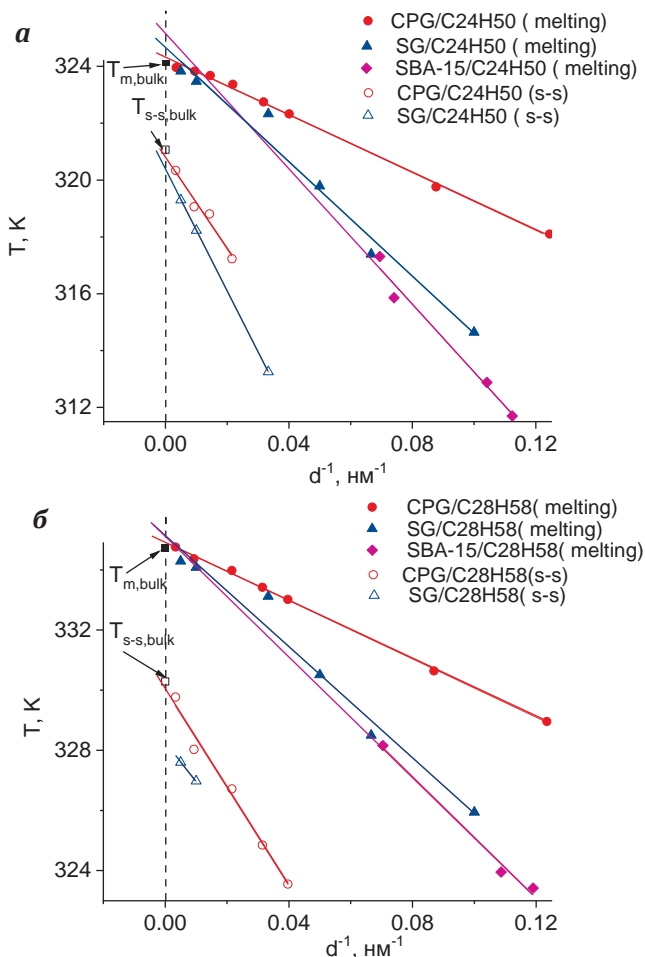 а
CPG/C24H50 ( melting)
SG/C24H50 ( melting)
SBA-15/C24H50 ( melting)
CPG/C24H50 (s-s)
SG/C24H50 ( s-s)
T, K
324
320
316
312
Tm,bulk
Ts-s,bulk
0.00
0.04
0.08
0.12
d-1, нм-1
б
CPG/C28H58( melting)
SG/C28H58( melting)
SBA-15/C28H58( melting)
CPG/C28H58(s-s)
SG/C28H58( s-s)
T, K
332
328
324
Tm,bulk
Ts-s,bulk
0.00
0.04
0.08
0.12
d-1, нм-1